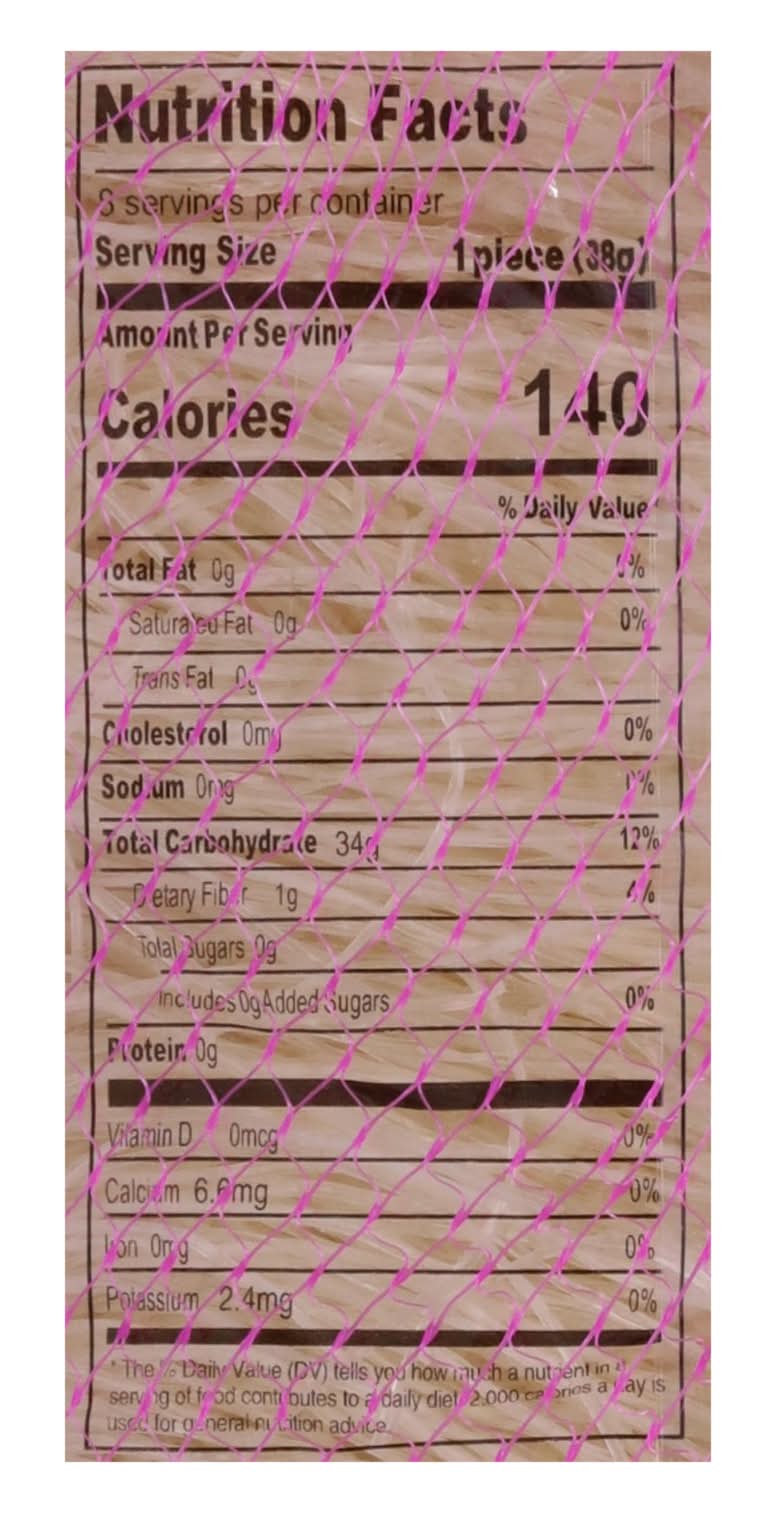 Nutrition Facts
8 servings per container
Serving Size 1 piece (38g)
Amount Per Serving
Calories 140
% Daily Value*
Total Fat 0g 0%
Saturated Fat 0g 0%
Trans Fat 0g
Cholesterol 0mg 0%
Sodium 0mg 0%
Total Carbohydrate 34g 12%
Dietary Fiber 1g 4%
Total Sugars 0g
Includes 0g Added Sugars 0%
Protein 0g
Vitamin D 0mcg 0%
Calcium 6.6mg 0%
Iron 0mg 0%
Potassium 2.4mg 0%
* The % Daily Value (DV) tells you how much a nutrient in a
serving of food contributes to a daily diet. 2,000 calories a day is
used for general nutrition advice.